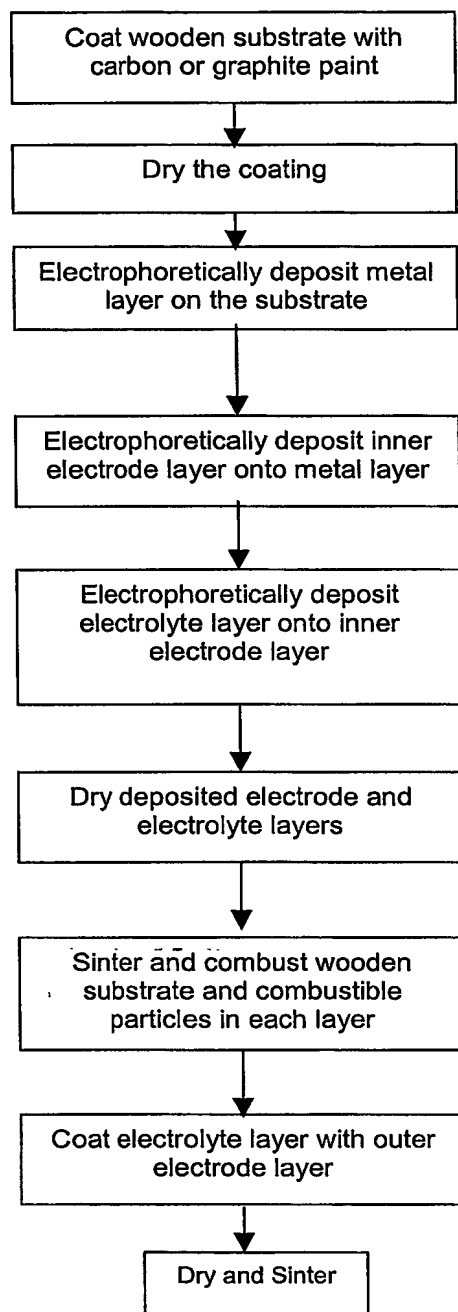 Coat wooden substrate with
carbon or graphite paint
Dry the coating
Electrophoretically deposit metal
layer on the substrate
Electrophoretically deposit inner
electrode layer onto metal layer
Electrophoretically deposit
electrolyte layer onto inner
electrode layer
Dry deposited electrode and
electrolyte layers
Sinter and combust wooden
substrate and combustible
particles in each layer
Coat electrolyte layer with outer
electrode layer
Dry and Sinter